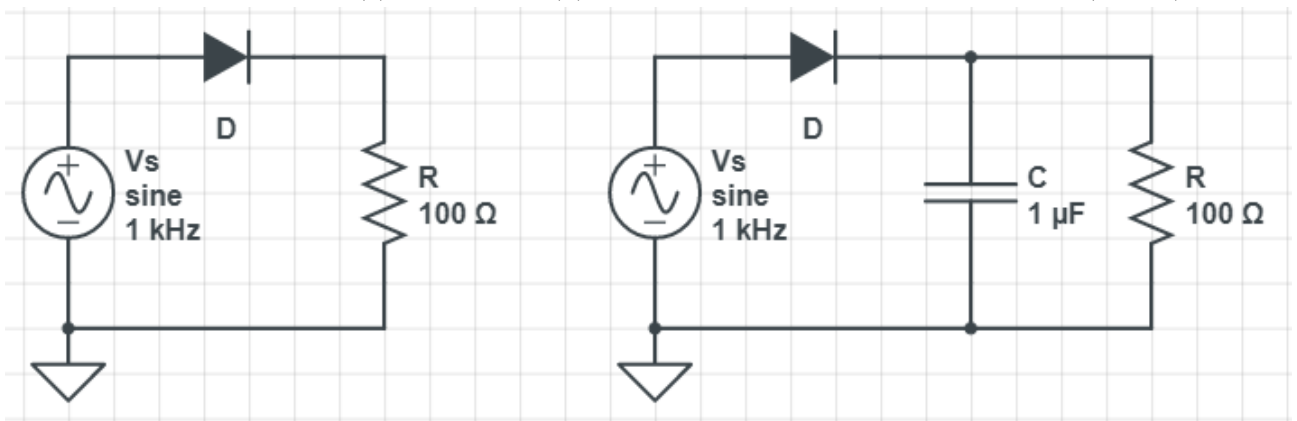 D
Vs
sine
1 kHz
R
100 Ω
D
Vs
sine
1 kHz
C
1 μF
R
100 Ω